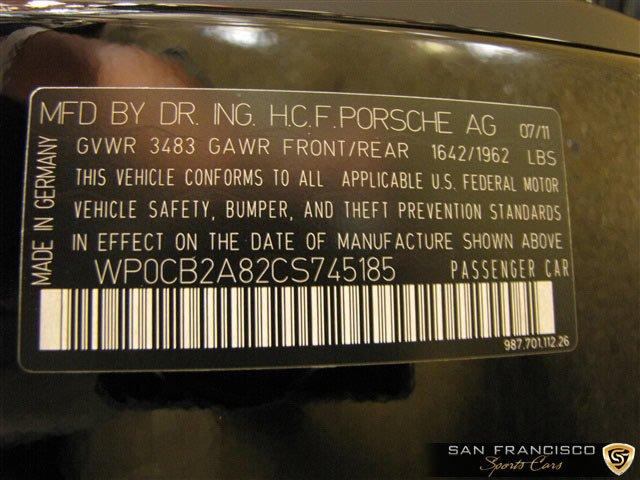 MFD BY DR. ING. H.C.F. PORSCHE AG 07/11
GVWR 3483 GAWR FRONT/REAR 1642/1962 LBS
THIS VEHICLE CONFORMS TO ALL APPLICABLE U.S. FEDERAL MOTOR
VEHICLE SAFETY, BUMPER, AND THEFT PREVENTION STANDARDS
IN EFFECT ON THE DATE OF MANUFACTURE SHOWN ABOVE
WP0CB2A82CS745185 PASSENGER CAR
MADE IN GERMANY
987.701.112.26
SAN FRANCISCO
Sports Cars